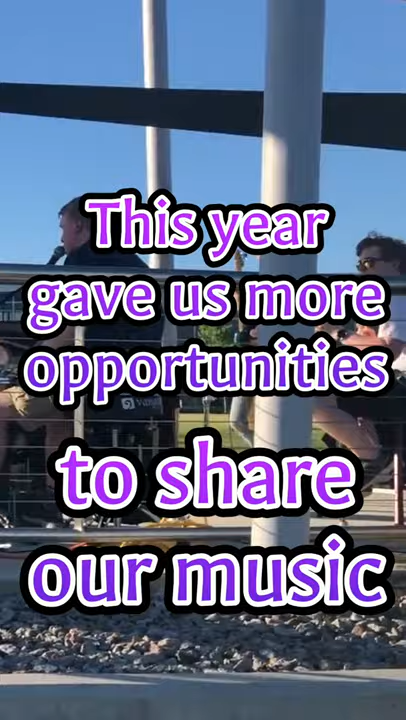 This year
gave us more
opportunities
to share
our music